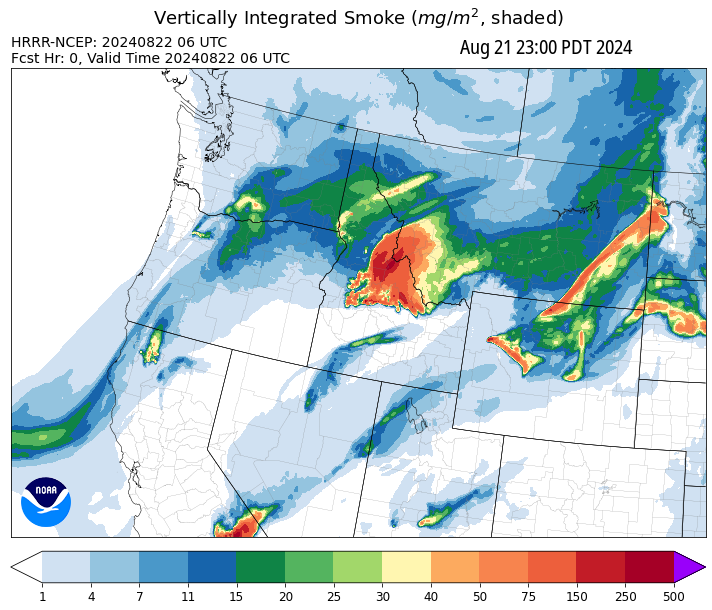 Vertically Integrated Smoke (mg/m², shaded)
HRRR-NCEP: 20240822 06 UTC
Aug 21 23:00 PDT 2024
Fcst Hr: 0, Valid Time 20240822 06 UTC
NOAA
1 4 7 11 15 20 25 30 40 50 75 150 250 500